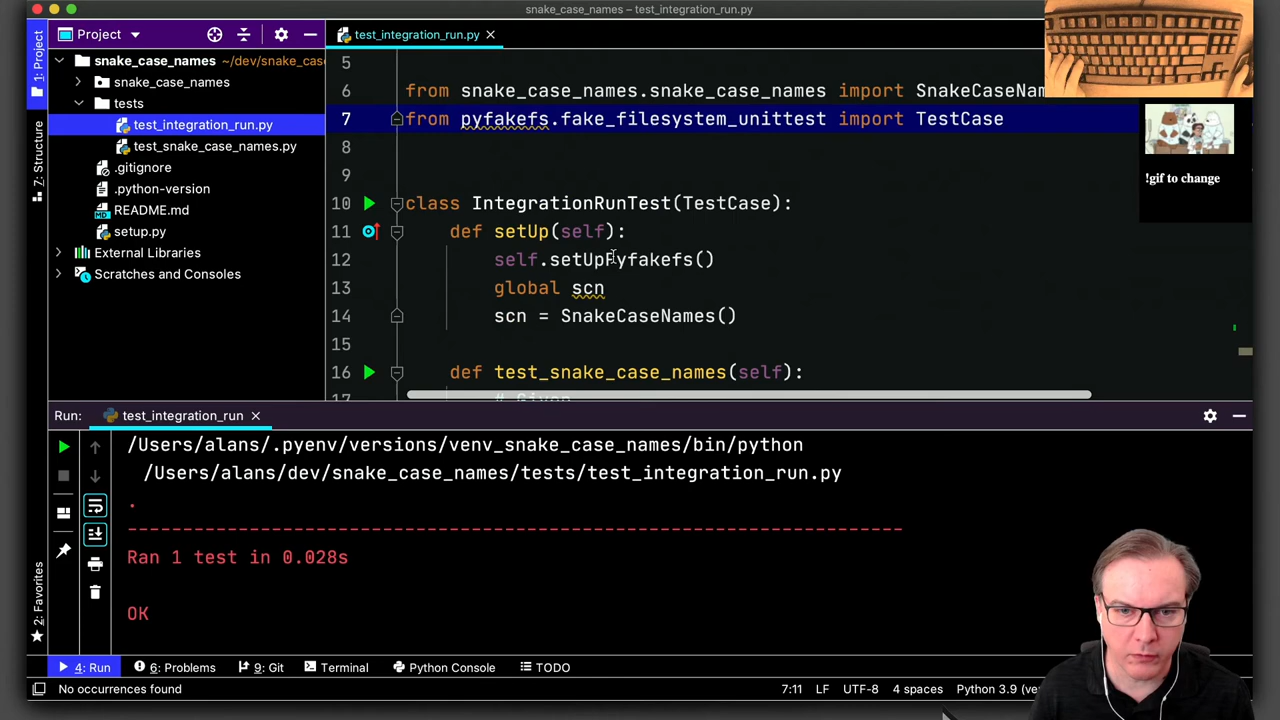 snake_case_names – test_integration_run.py
Project
test_integration_run.py
1: Project
7: Structure
2: Favorites
snake_case_names ~/dev/snake_cas
snake_case_names
tests
test_integration_run.py
test_snake_case_names.py
.gitignore
.python-version
README.md
setup.py
External Libraries
Scratches and Consoles
5
6 from snake_case_names.snake_case_names import SnakeCaseNam
7 from pyfakefs.fake_filesystem_unittest import TestCase
8
9
10 class IntegrationRunTest(TestCase):
11 def setUp(self):
12 self.setUpPyfakefs()
13 global scn
14 scn = SnakeCaseNames()
15
16 def test_snake_case_names(self):
17 # Given
!gif to change
Run: test_integration_run
/Users/alans/.pyenv/versions/venv_snake_case_names/bin/python
/Users/alans/dev/snake_case_names/tests/test_integration_run.py
.
----------------------------------------------------------------------
Ran 1 test in 0.028s
OK
4: Run
6: Problems
9: Git
Terminal
Python Console
TODO
No occurrences found
7:11 LF UTF-8 4 spaces Python 3.9 (ve